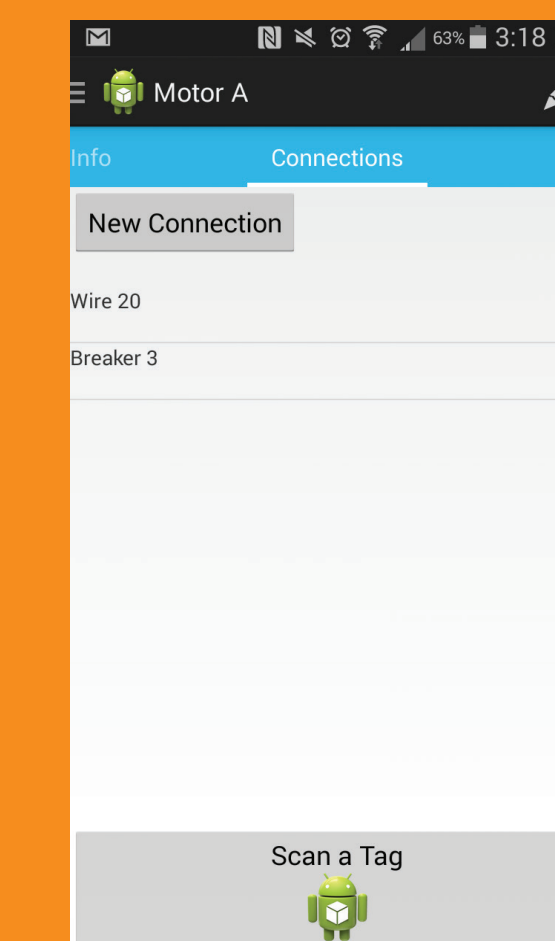 63% 3:18
Motor A
Info Connections
New Connection
Wire 20
Breaker 3
Scan a Tag